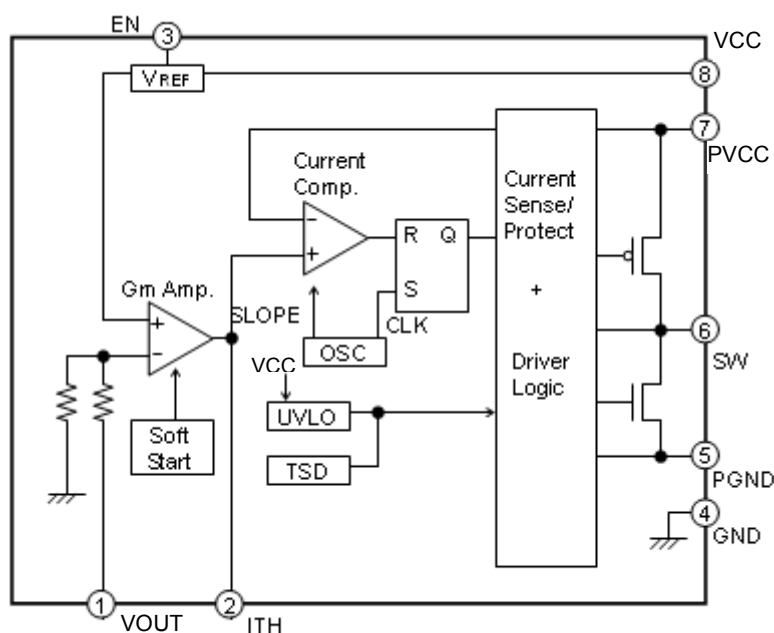 EN
3
VCC
VREF
8
7
PVCC
Current
Comp.
Current
Sense/
Protect
+
Driver
Logic
−
+
R Q
S
Gm Amp.
+
−
SLOPE
CLK
OSC
6
SW
VCC
UVLO
TSD
Soft
Start
5
PGND
4
GND
1
VOUT
2
ITH